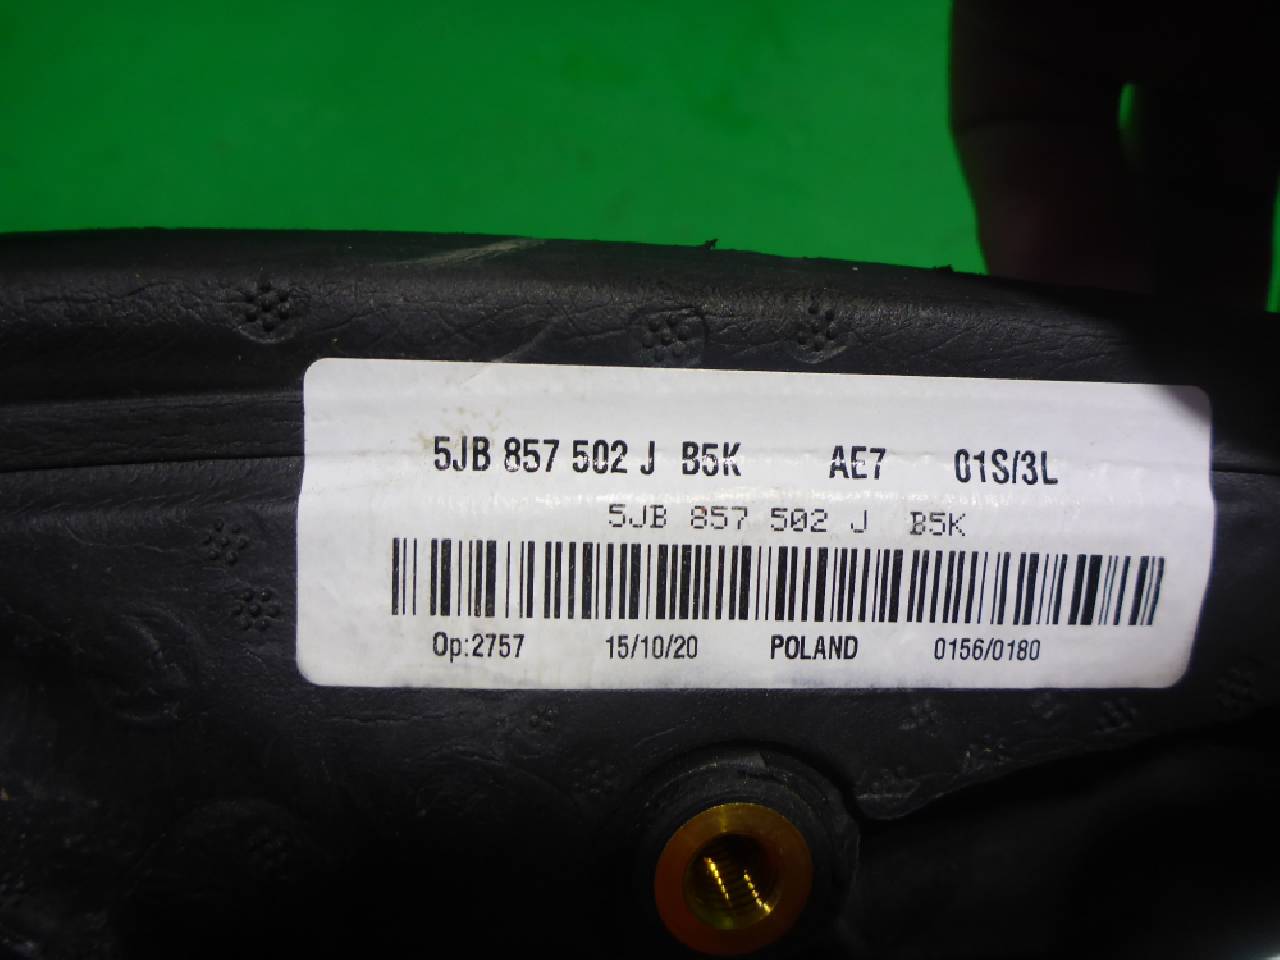 5JB 857 502 J B5K AE7 01S/3L
5JB 857 502 J B5K
Op:2757 15/10/20 POLAND 0156/0180